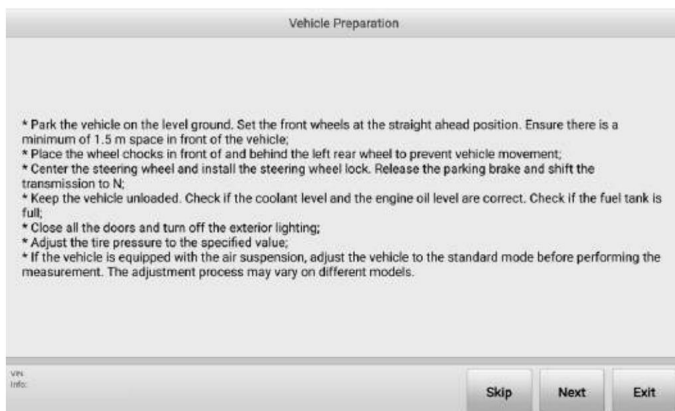 Vehicle Preparation
* Park the vehicle on the level ground. Set the front wheels at the straight ahead position. Ensure there is a
minimum of 1.5 m space in front of the vehicle;
* Place the wheel chocks in front of and behind the left rear wheel to prevent vehicle movement;
* Center the steering wheel and install the steering wheel lock. Release the parking brake and shift the
transmission to N;
* Keep the vehicle unloaded. Check if the coolant level and the engine oil level are correct. Check if the fuel tank is
full;
* Close all the doors and turn off the exterior lighting;
* Adjust the tire pressure to the specified value;
* If the vehicle is equipped with the air suspension, adjust the vehicle to the standard mode before performing the
measurement. The adjustment process may vary on different models.
VIN:
Info:
Skip Next Exit